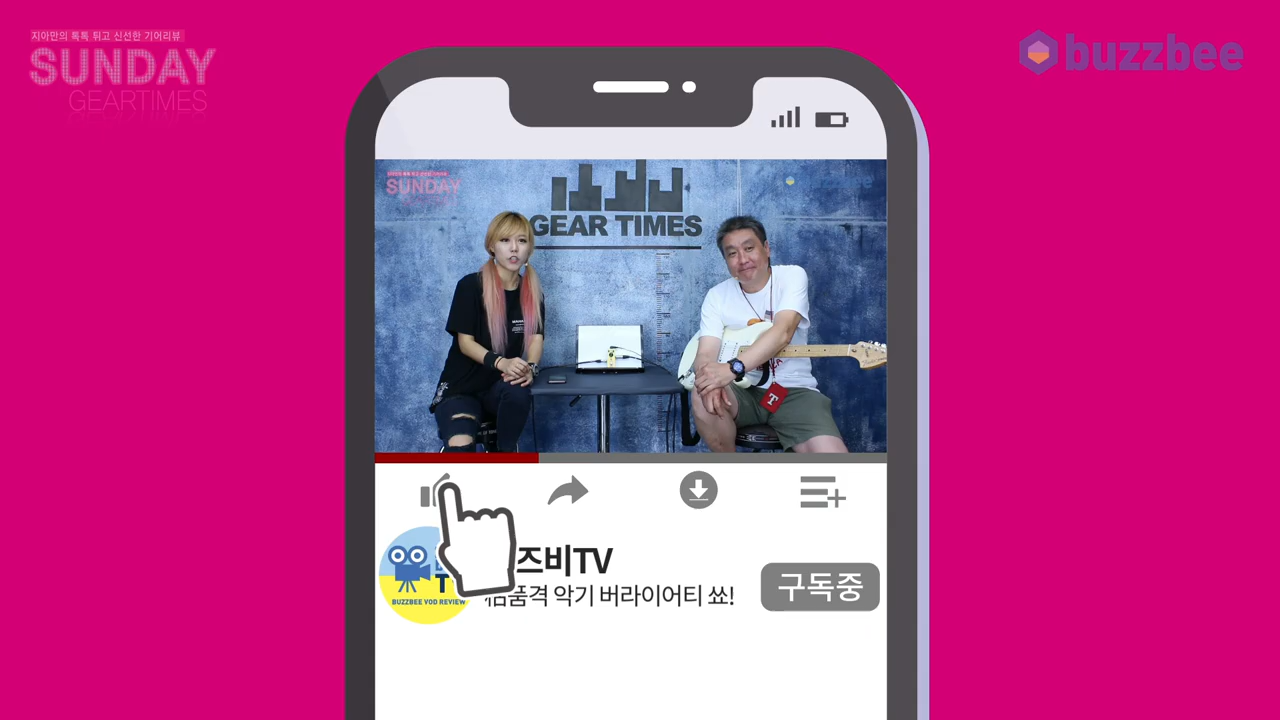 지아만의 톡톡 튀고 신선한 기어리뷰
SUNDAY
GEARTIMES
buzzbee
SUNDAY
buzzbee
GEAR TIMES
T
즈비TV
품격 악기 버라이어티 쑈!
구독중
BUZZBEE VOD REVIEW